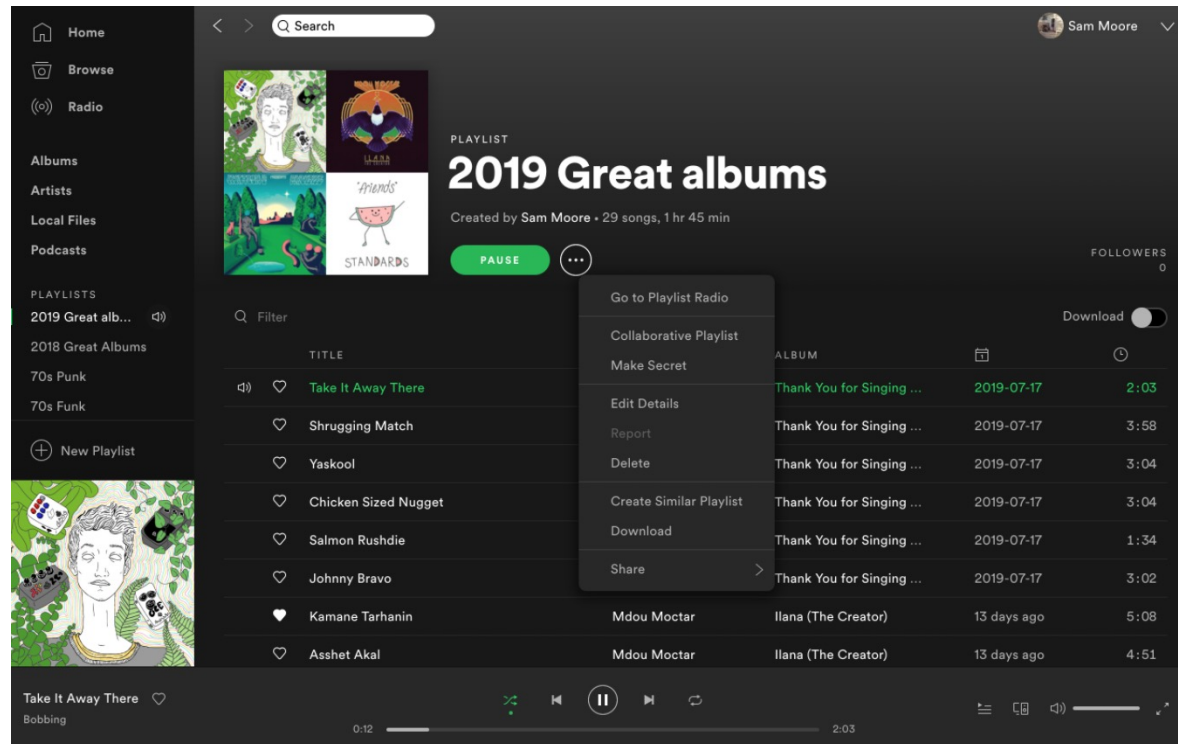 Home
Browse
Radio
Albums
Artists
Local Files
Podcasts
PLAYLISTS
2019 Great alb...
2018 Great Albums
70s Punk
70s Funk
New Playlist
Search
Sam Moore
ILANA
"friends"
STANDARDS
PLAYLIST
2019 Great albums
Created by Sam Moore • 29 songs, 1 hr 45 min
PAUSE
FOLLOWERS
0
Filter
Download
Go to Playlist Radio
Collaborative Playlist
Make Secret
Edit Details
Report
Delete
Create Similar Playlist
Download
Share
TITLE ALBUM
Take It Away There Thank You for Singing ... 2019-07-17 2:03
Shrugging Match Thank You for Singing ... 2019-07-17 3:58
Yaskool Thank You for Singing ... 2019-07-17 3:04
Chicken Sized Nugget Thank You for Singing ... 2019-07-17 3:04
Salmon Rushdie Thank You for Singing ... 2019-07-17 1:34
Johnny Bravo Thank You for Singing ... 2019-07-17 3:02
Kamane Tarhanin Mdou Moctar Ilana (The Creator) 13 days ago 5:08
Asshet Akal Mdou Moctar Ilana (The Creator) 13 days ago 4:51
Take It Away There
Bobbing
0:12 2:03